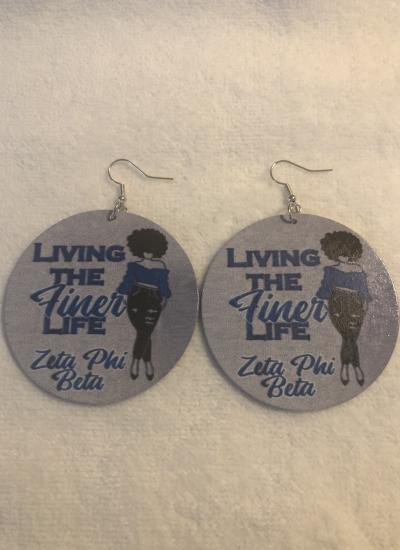 LIVING
THE
Finer
LIFE
Zeta Phi
Beta
LIVING
THE
Finer
LIFE
Zeta Phi
Beta